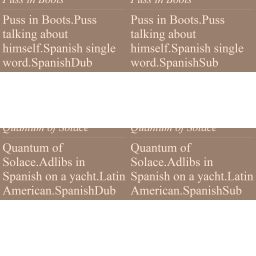 Puss in Boots Puss in Boots
Puss in Boots.Puss Puss in Boots.Puss
talking about talking about
himself.Spanish single himself.Spanish single
word.SpanishDub word.SpanishSub
Quantum of Solace Quantum of Solace
Quantum of Quantum of
Solace.Adlibs in Solace.Adlibs in
Spanish on a yacht.Latin Spanish on a yacht.Latin
American.SpanishDub American.SpanishSub